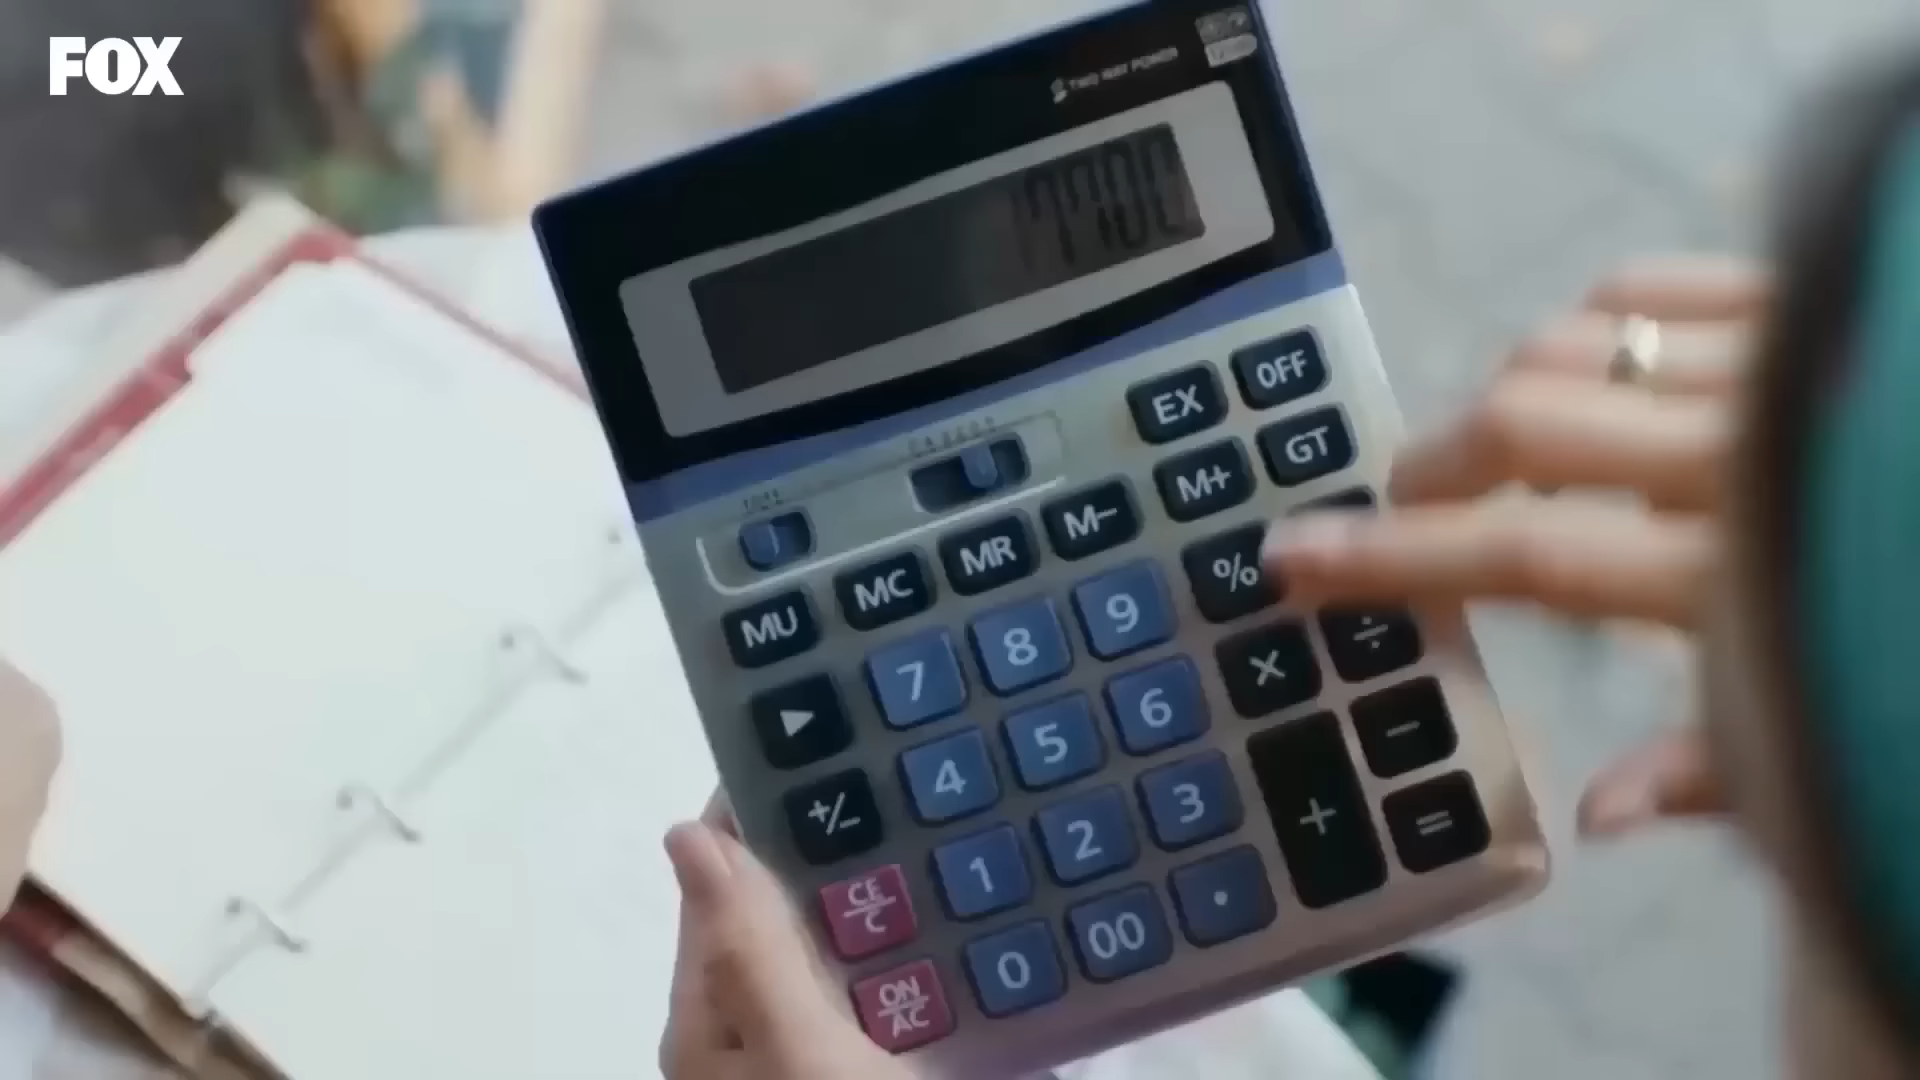 FOX
TWO WAY POWER
EX OFF
M+ GT
MU MC MR M−
7 8 9 %
▶ 4 5 6 × ÷
+/− 1 2 3 + −
CE/C 0 00 . =
ON/AC